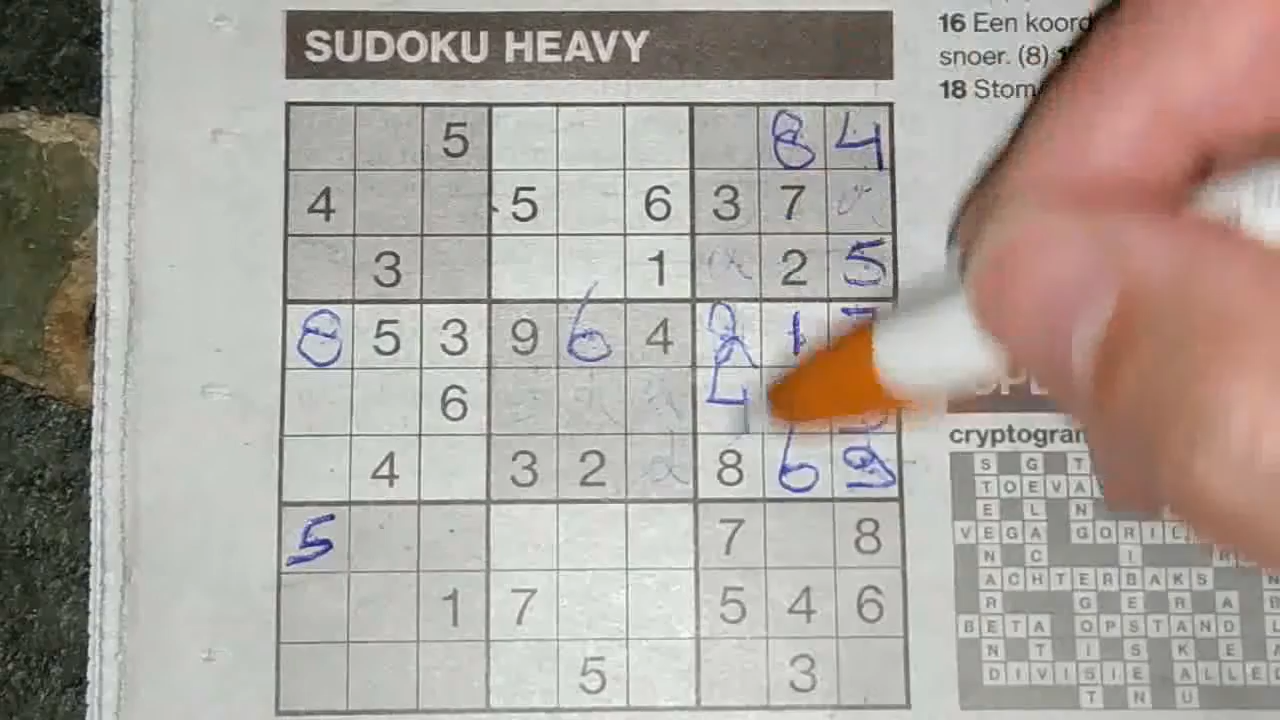 SUDOKU HEAVY
16 Een koord
snoer. (8)
18 Stom
5 8 4
4 5 6 3 7
3 1 2 5
8 5 3 9 6 4 2 1
6 4
4 3 2 8 6 9
5 7 8
1 7 5 4 6
5 3
cryptogram
S G T
TOEVA
E L N
VEGA GORIL
N C I
ACHTERBAKS
R G E R A
BETA OPSTAND
N T I S K E
DIVISIE ALLE
T N U